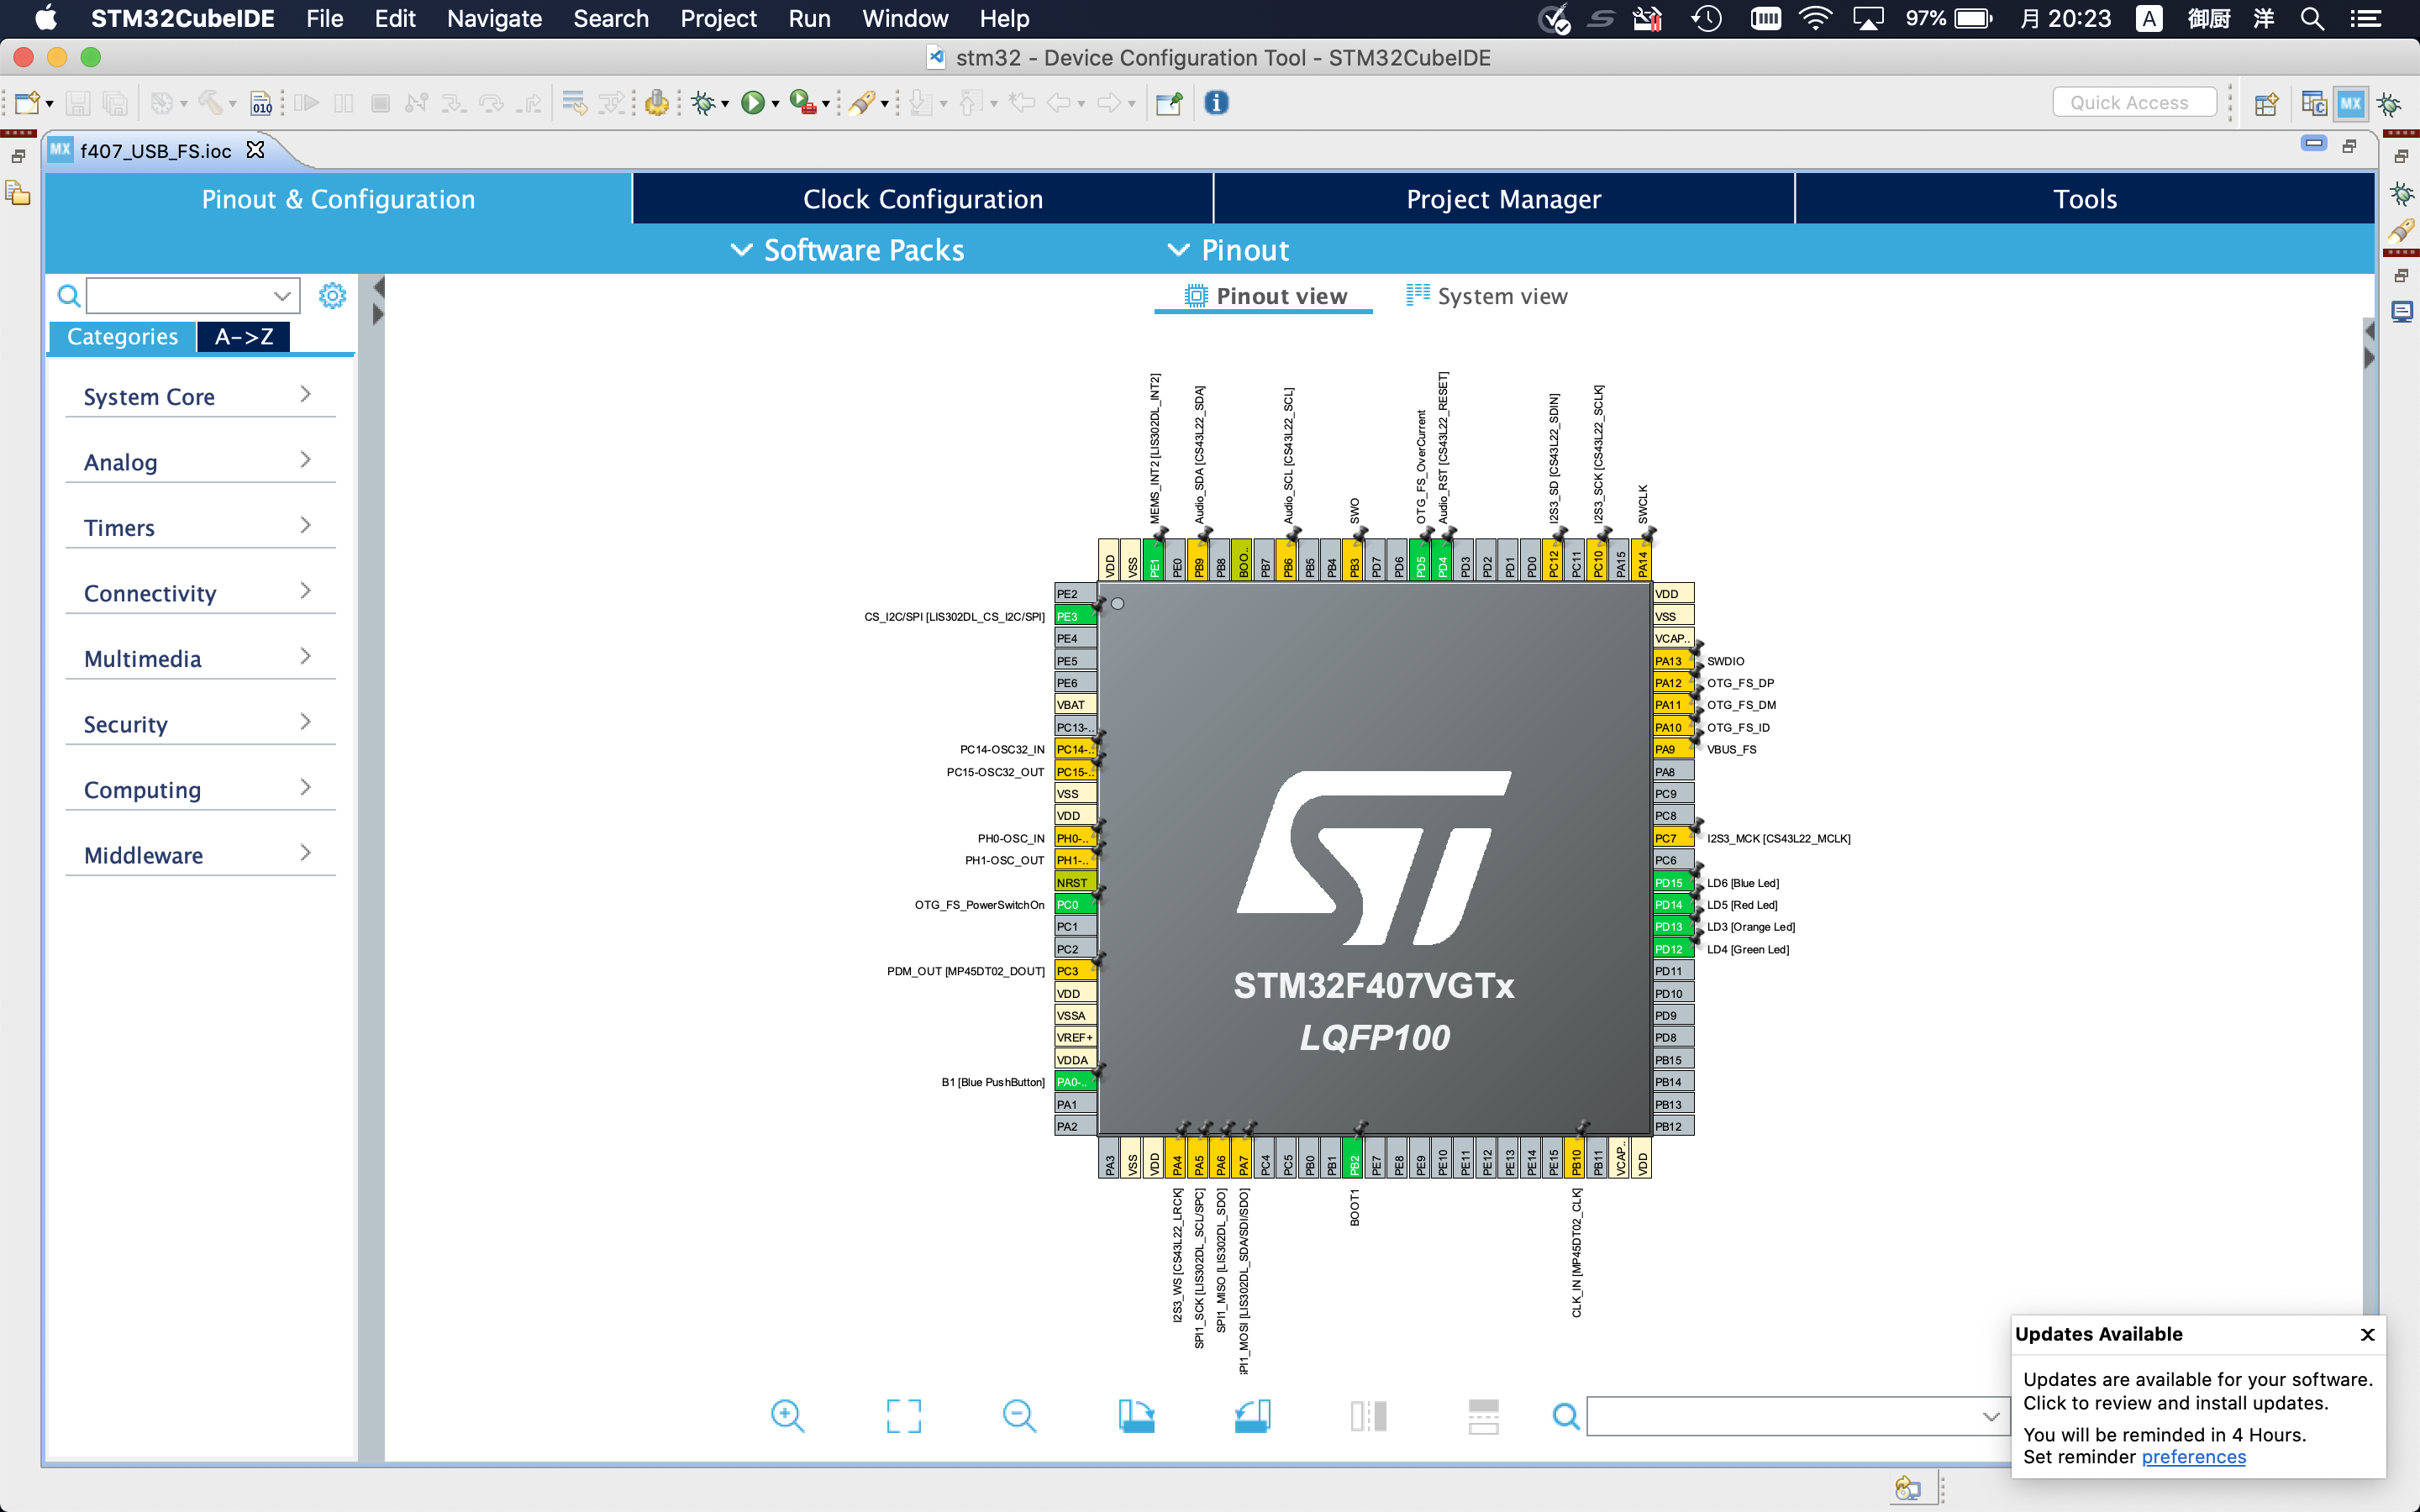 STM32CubeIDE File Edit Navigate Search Project Run Window Help 97% 月 20:23 A 御厨 洋
stm32 - Device Configuration Tool - STM32CubeIDE
010
Quick Access
MX
MX f407_USB_FS.ioc
Pinout & Configuration
Clock Configuration
Project Manager
Tools
Software Packs
Pinout
Pinout view
System view
Categories
A->Z
System Core
Analog
Timers
Connectivity
Multimedia
Security
Computing
Middleware
MEMS_INT2 [LIS302DL_INT2]
Audio_SDA [CS43L22_SDA]
Audio_SCL [CS43L22_SCL]
SWO
OTG_FS_OverCurrent
Audio_RST [CS43L22_RESET]
I2S3_SD [CS43L22_SDIN]
I2S3_SCK [CS43L22_SCLK]
SWCLK
VDD
VSS
PE1
PE0
PB9
PB8
BOO..
PB7
PB6
PB5
PB4
PB3
PD7
PD6
PD5
PD4
PD3
PD2
PD1
PD0
PC12
PC11
PC10
PA15
PA14
PE2
CS_I2C/SPI [LIS302DL_CS_I2C/SPI] PE3
PE4
PE5
PE6
VBAT
PC13-..
PC14-OSC32_IN PC14-..
PC15-OSC32_OUT PC15-..
VSS
VDD
PH0-OSC_IN PH0-..
PH1-OSC_OUT PH1-..
NRST
OTG_FS_PowerSwitchOn PC0
PC1
PC2
PDM_OUT [MP45DT02_DOUT] PC3
VDD
VSSA
VREF+
VDDA
B1 [Blue PushButton] PA0-..
PA1
PA2
STM32F407VGTx
LQFP100
VDD
VSS
VCAP..
PA13 SWDIO
PA12 OTG_FS_DP
PA11 OTG_FS_DM
PA10 OTG_FS_ID
PA9 VBUS_FS
PA8
PC9
PC8
PC7 I2S3_MCK [CS43L22_MCLK]
PC6
PD15 LD6 [Blue Led]
PD14 LD5 [Red Led]
PD13 LD3 [Orange Led]
PD12 LD4 [Green Led]
PD11
PD10
PD9
PD8
PB15
PB14
PB13
PB12
PA3
VSS
VDD
PA4
PA5
PA6
PA7
PC4
PC5
PB0
PB1
PB2
PE7
PE8
PE9
PE10
PE11
PE12
PE13
PE14
PE15
PB10
PB11
VCAP..
VDD
I2S3_WS [CS43L22_LRCK]
SPI1_SCK [LIS302DL_SCL/SPC]
SPI1_MISO [LIS302DL_SDO]
SPI1_MOSI [LIS302DL_SDA/SDI/SDO]
BOOT1
CLK_IN [MP45DT02_CLK]
Updates Available
Updates are available for your software.
Click to review and install updates.
You will be reminded in 4 Hours.
Set reminder preferences